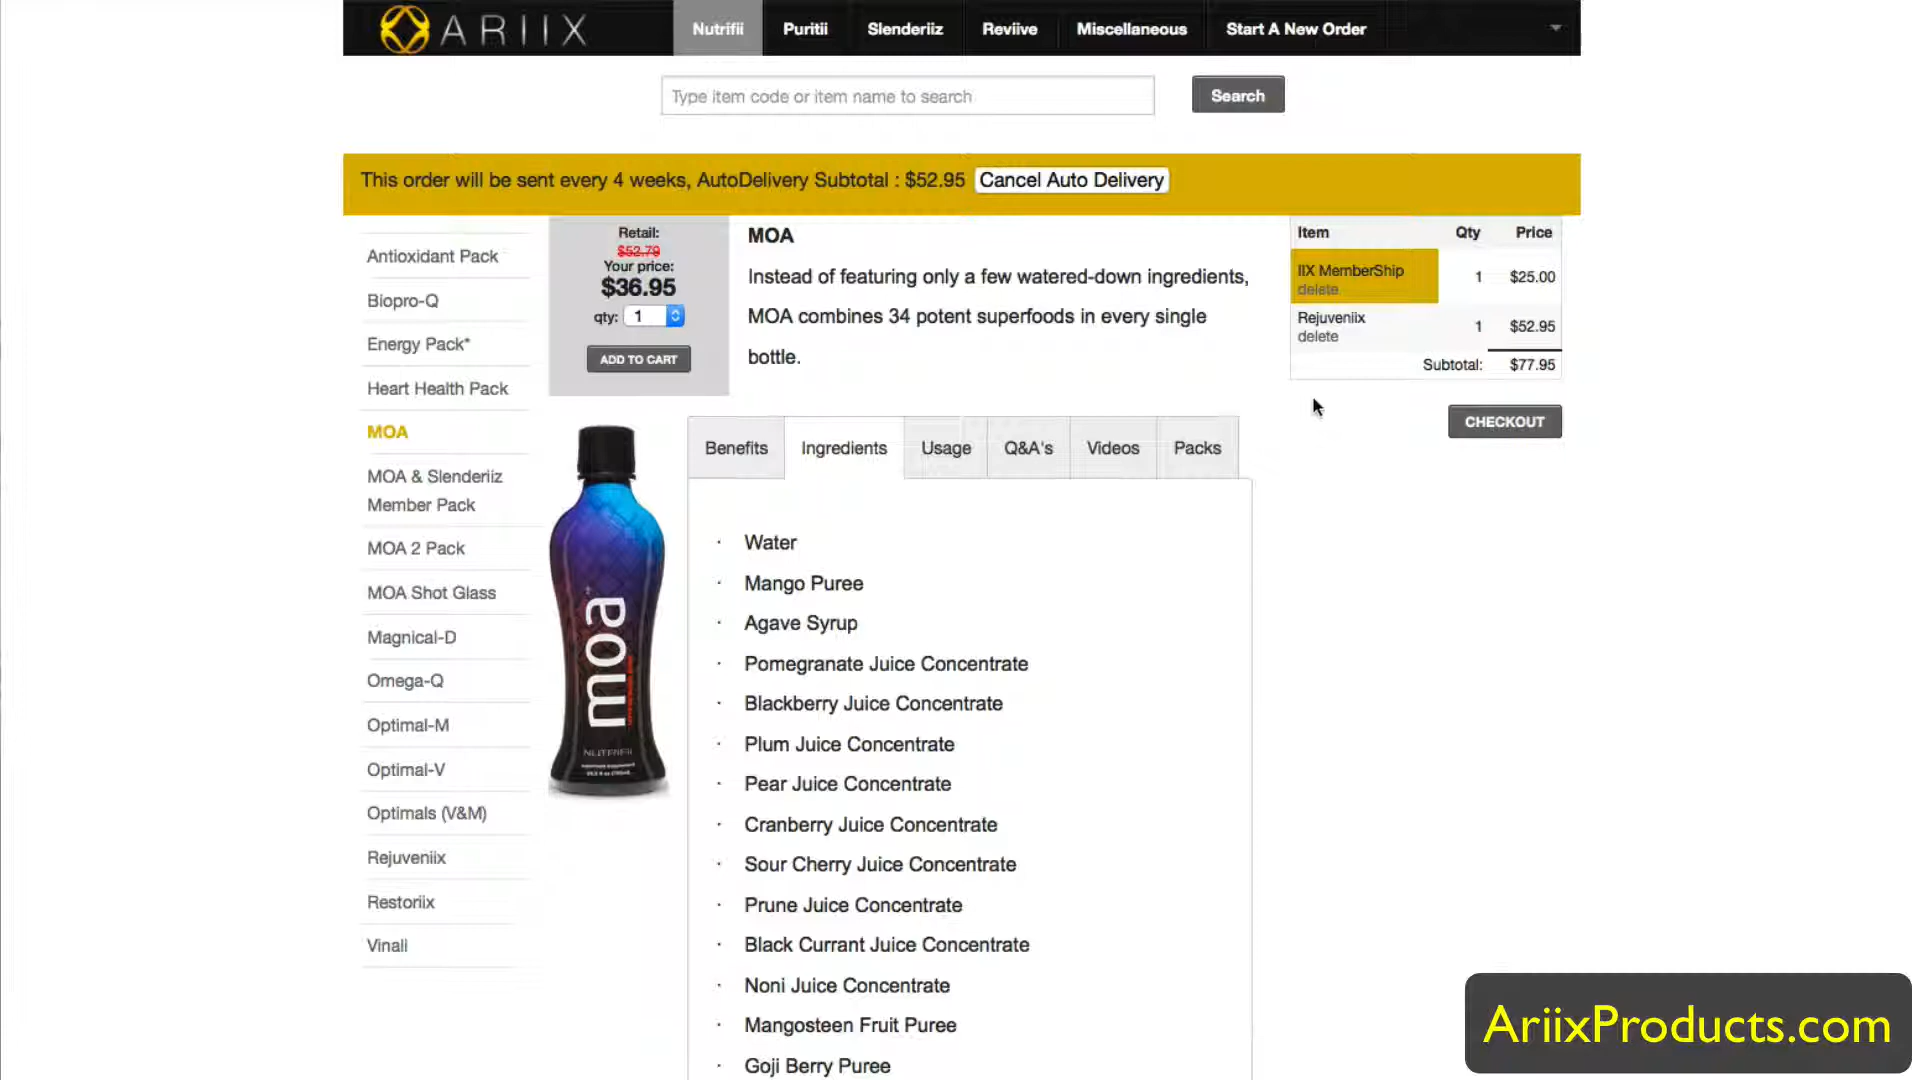 ARIIX
Nutrifii
Puritii
Slenderiiz
Reviive
Miscellaneous
Start A New Order
Type item code or item name to search
Search
This order will be sent every 4 weeks, AutoDelivery Subtotal : $52.95
Cancel Auto Delivery
Antioxidant Pack
Biopro-Q
Energy Pack*
Heart Health Pack
MOA
MOA & Slenderiiz
Member Pack
MOA 2 Pack
MOA Shot Glass
Magnical-D
Omega-Q
Optimal-M
Optimal-V
Optimals (V&M)
Rejuveniix
Restoriix
Vinali
Retail:
$52.79
Your price:
$36.95
qty: 1
ADD TO CART
MOA
Instead of featuring only a few watered-down ingredients,
MOA combines 34 potent superfoods in every single
bottle.
Item Qty Price
IIX MemberShip 1 $25.00
delete
Rejuveniix 1 $52.95
delete
Subtotal: $77.95
CHECKOUT
moa
NUTRIFII
Benefits
Ingredients
Usage
Q&A's
Videos
Packs
· Water
· Mango Puree
· Agave Syrup
· Pomegranate Juice Concentrate
· Blackberry Juice Concentrate
· Plum Juice Concentrate
· Pear Juice Concentrate
· Cranberry Juice Concentrate
· Sour Cherry Juice Concentrate
· Prune Juice Concentrate
· Black Currant Juice Concentrate
· Noni Juice Concentrate
· Mangosteen Fruit Puree
· Goji Berry Puree
AriixProducts.com